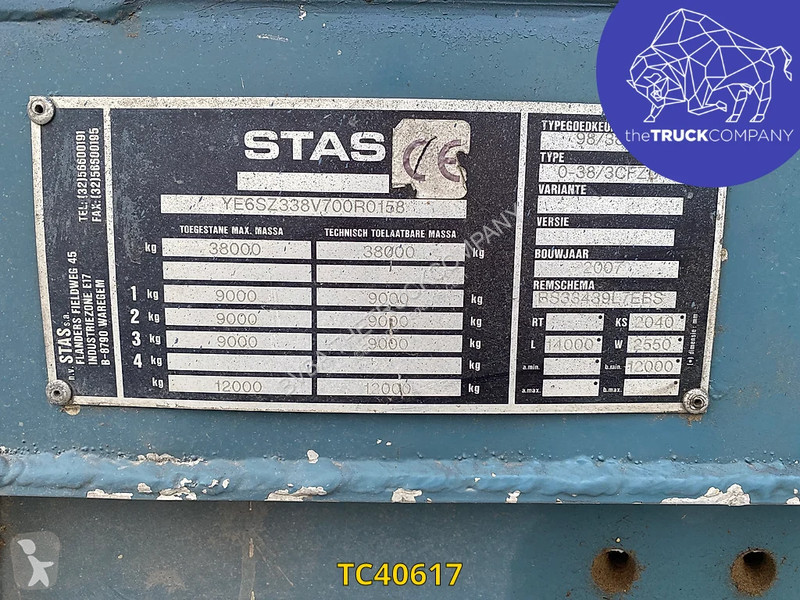 theTRUCKCOMPANY
TEL.:(32)56600191
FAX:(32)56600195
n.v. STAS s.a.
FLANDERS FIELDWEG 45
INDUSTRIEZONE E17
B-8790 WAREGEM
STAS CE
YE6SZ338V700R0158
TOEGESTANE MAX. MASSA TECHNISCH TOELAATBARE MASSA
kg 38000 38000 kg
1 kg 9000 9000 kg
2 kg 9000 9000 kg
3 kg 9000 9000 kg
4 kg
kg 12000 12000 kg
TYPE
VARIANTE
VERSIE
BOUWJAAR
2007
REMSCHEMA
RT KS 2040
L 14000 W 2550
a.min. b.min. 12000
a.max. b.max.
(*) dimensie: mm
TC40617